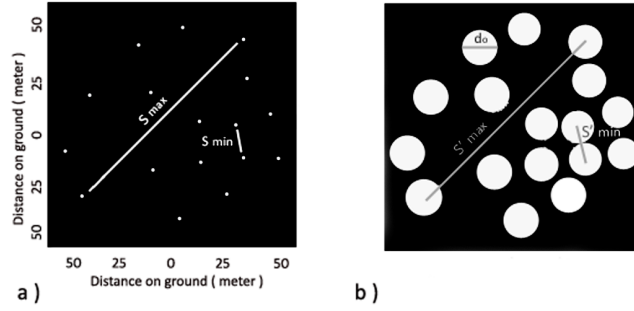 50
25
0
25
50
Distance on ground ( meter )
S max
S min
50
25
0
25
50
Distance on ground ( meter )
a )
do
S' max
S' min
b )